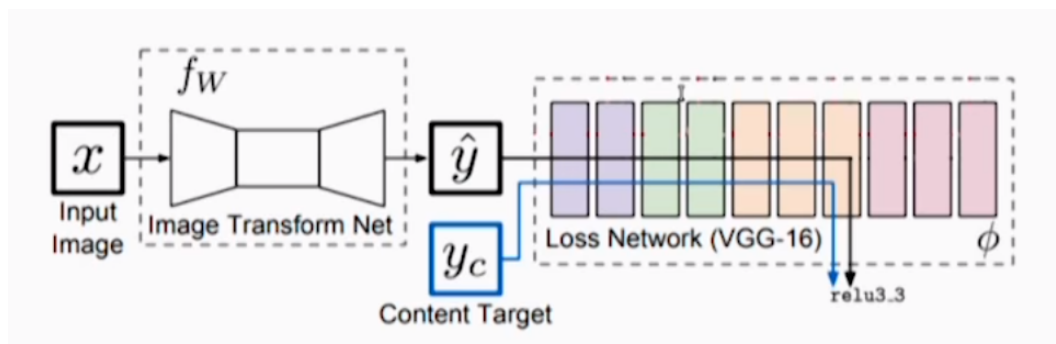 f_W
x
Input
Image
Image Transform Net
ŷ
y_c
Content Target
Loss Network (VGG-16)
ϕ
relu3_3